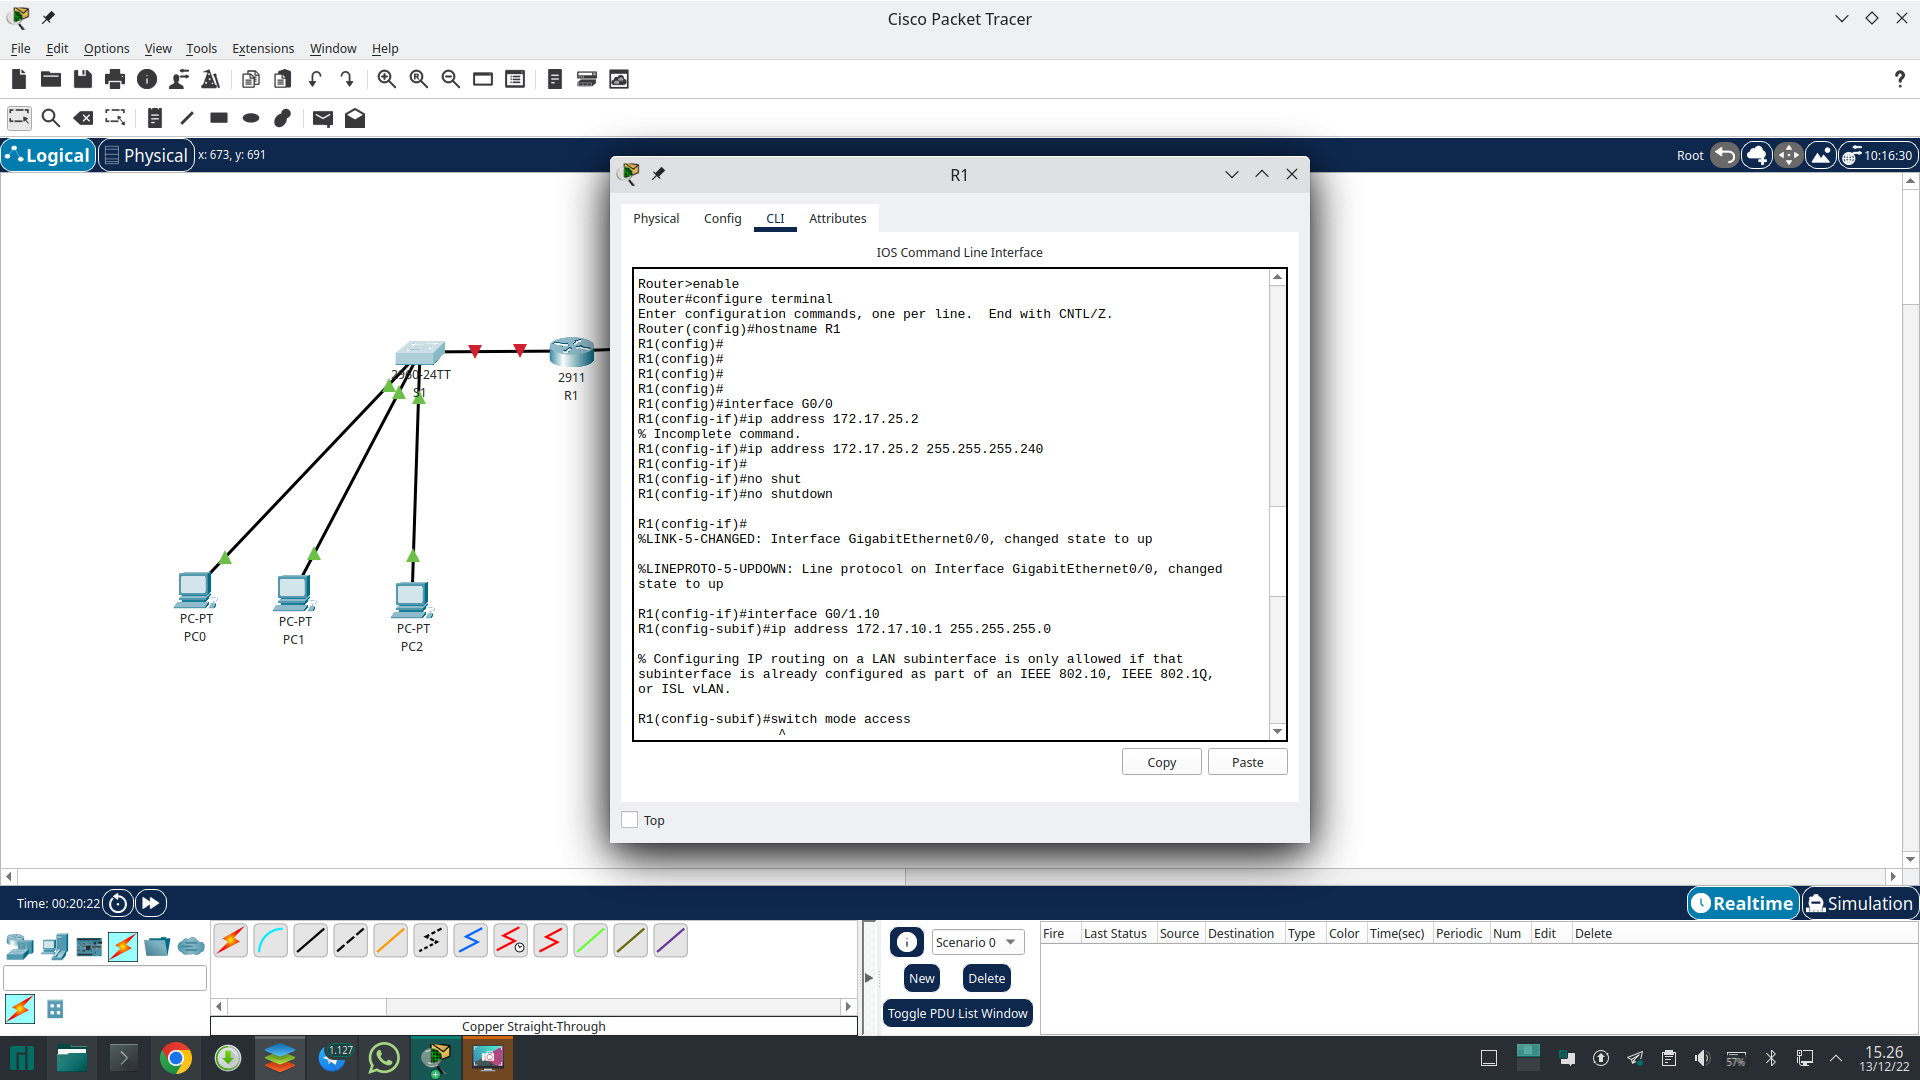 Cisco Packet Tracer
File Edit Options View Tools Extensions Window Help
Logical Physical x: 673, y: 691
Root 10:16:30
R1
Physical Config CLI Attributes
IOS Command Line Interface
Router>enable
Router#configure terminal
Enter configuration commands, one per line.  End with CNTL/Z.
Router(config)#hostname R1
R1(config)#
R1(config)#
R1(config)#
R1(config)#
R1(config)#interface G0/0
R1(config-if)#ip address 172.17.25.2
% Incomplete command.
R1(config-if)#ip address 172.17.25.2 255.255.255.240
R1(config-if)#
R1(config-if)#no shut
R1(config-if)#no shutdown
R1(config-if)#
%LINK-5-CHANGED: Interface GigabitEthernet0/0, changed state to up
%LINEPROTO-5-UPDOWN: Line protocol on Interface GigabitEthernet0/0, changed
state to up
R1(config-if)#interface G0/1.10
R1(config-subif)#ip address 172.17.10.1 255.255.255.0
% Configuring IP routing on a LAN subinterface is only allowed if that
subinterface is already configured as part of an IEEE 802.10, IEEE 802.1Q,
or ISL vLAN.
R1(config-subif)#switch mode access
^
Copy Paste
Top
2960-24TT
S1
2911
R1
PC-PT
PC0
PC-PT
PC1
PC-PT
PC2
Time: 00:20:22
Realtime Simulation
Scenario 0
New Delete
Toggle PDU List Window
Fire Last Status Source Destination Type Color Time(sec) Periodic Num Edit Delete
Copper Straight-Through
1.127
57%
15.26
13/12/22